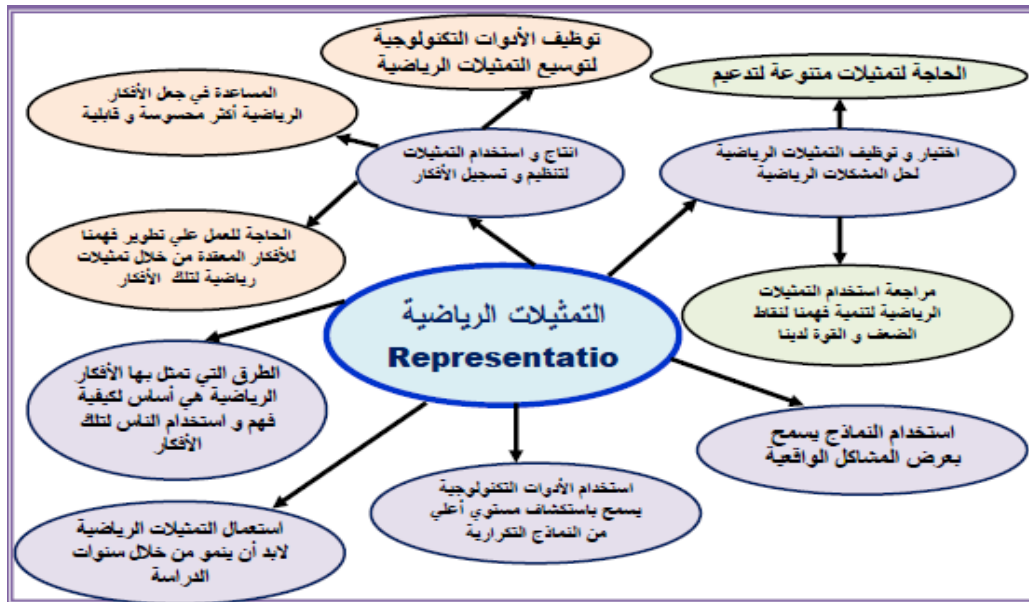 توظيف الأدوات التكنولوجية
لتوسيع التمثيلات الرياضية
الحاجة لتمثيلات متنوعة لتدعيم
المساعدة في جعل الأفكار
الرياضية أكثر محسوسة و قابلية
انتاج و استخدام التمثيلات
لتنظيم و تسجيل الأفكار
اختيار و توظيف التمثيلات الرياضية
لحل المشكلات الرياضية
الحاجة للعمل علي تطوير فهمنا
للأفكار المعقدة من خلال تمثيلات
رياضية لتلك الأفكار
مراجعة استخدام التمثيلات
الرياضية لتنمية فهمنا لنقاط
الضعف و القوة لدينا
التمثيلات الرياضية
Representatio
الطرق التي تمثل بها الأفكار
الرياضية هي أساس لكيفية
فهم و استخدام الناس لتلك
الأفكار
استخدام النماذج يسمح
بعرض المشاكل الواقعية
استخدام الأدوات التكنولوجية
يسمح باستكشاف مستوي أعلي
من النماذج التكرارية
استعمال التمثيلات الرياضية
لابد أن ينمو من خلال سنوات
الدراسة